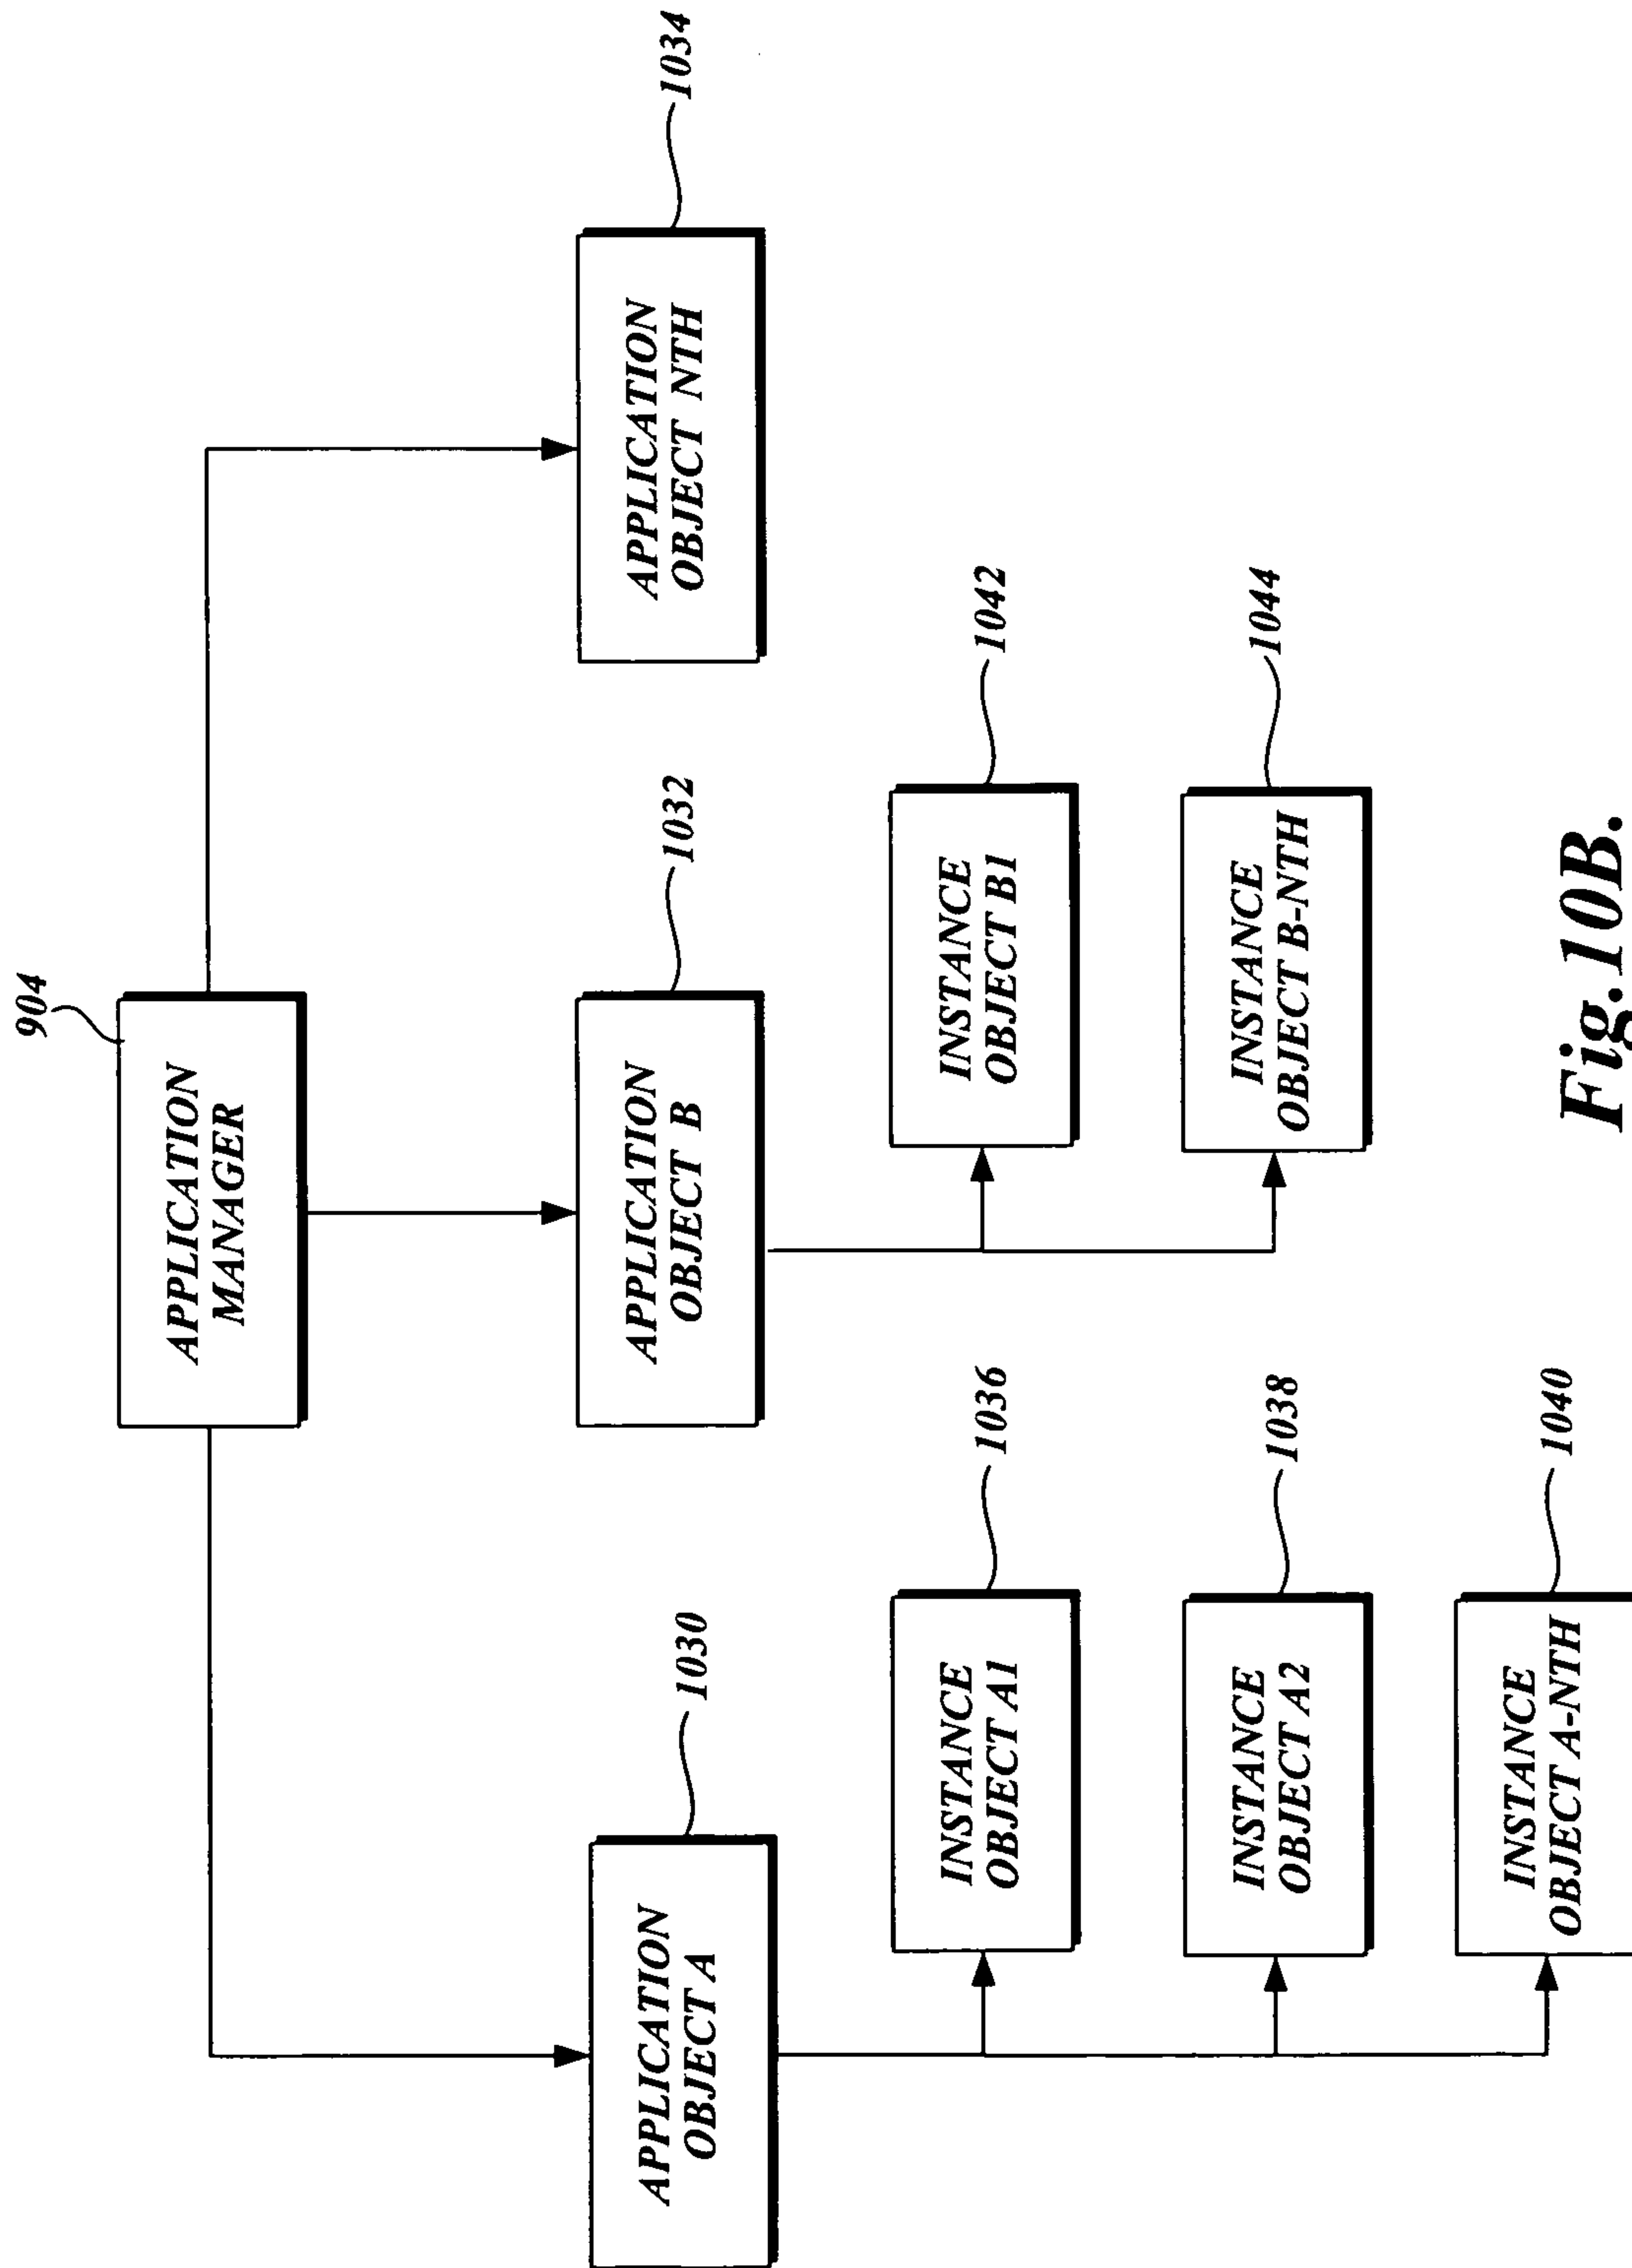 904
APPLICATION
MANAGER
1030
APPLICATION
OBJECT A
1032
APPLICATION
OBJECT B
1034
APPLICATION
OBJECT NTH
1036
INSTANCE
OBJECT A1
1042
INSTANCE
OBJECT B1
1038
INSTANCE
OBJECT A2
1044
INSTANCE
OBJECT B-NTH
1040
INSTANCE
OBJECT A-NTH
Fig.10B.